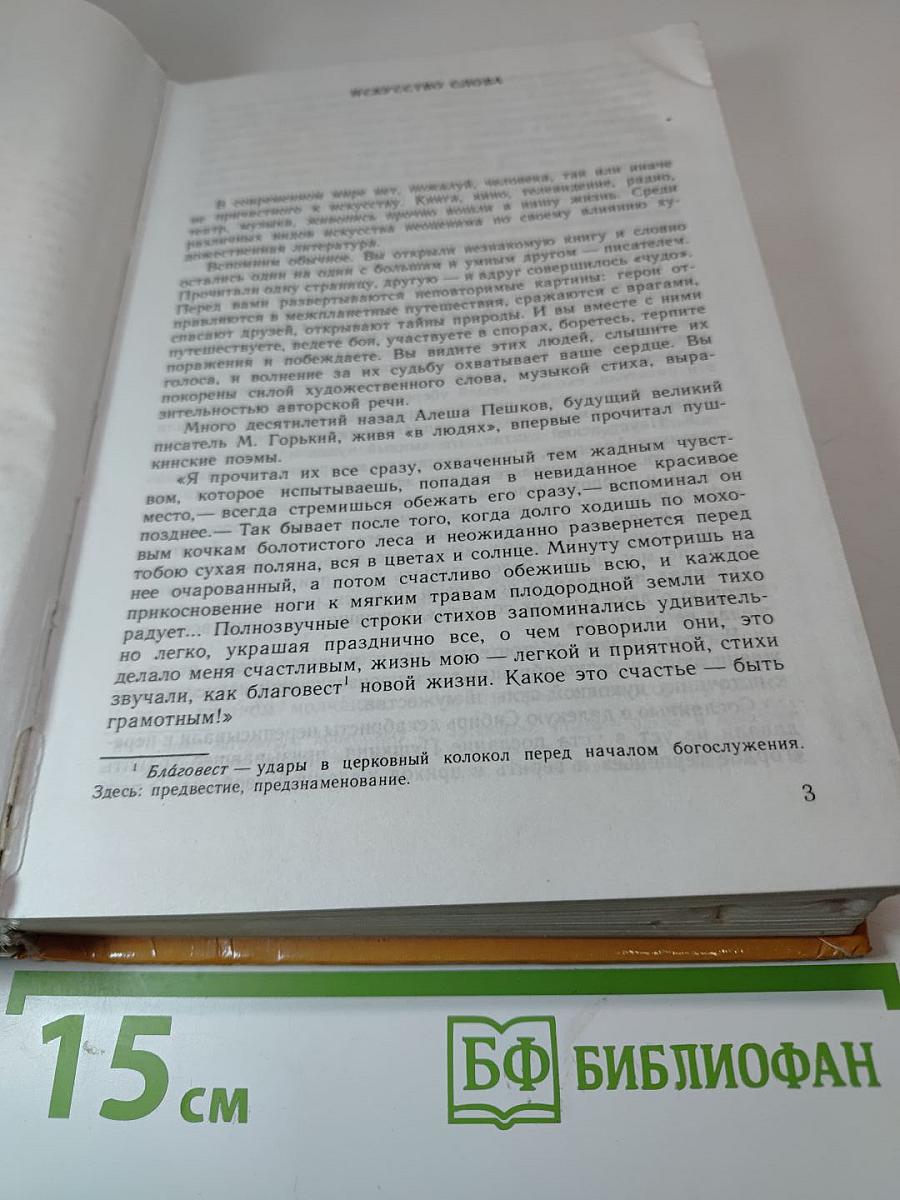 ИСКУССТВО СЛОВА
В современном мире нет, пожалуй, человека, так или иначе
не причастного к искусству. Книга, кино, телевидение, радио,
театр, музыка, живопись прочно вошли в нашу жизнь. Среди
различных видов искусства неоценима по своему влиянию ху-
дожественная литература.
Вспомним обычное. Вы открыли незнакомую книгу и словно
остались один на один с большим и умным другом — писателем.
Прочитали одну страницу, другую — и вдруг совершилось «чудо».
Перед вами развертываются неповторимые картины: герои от-
правляются в межпланетные путешествия, сражаются с врагами,
спасают друзей, открывают тайны природы. И вы вместе с ними
путешествуете, ведете бои, участвуете в спорах, боретесь, терпите
поражения и побеждаете. Вы видите этих людей, слышите их
голоса, и волнение за их судьбу охватывает ваше сердце. Вы
покорены силой художественного слова, музыкой стиха, выра-
зительностью авторской речи.
Много десятилетий назад Алеша Пешков, будущий великий
писатель М. Горький, живя «в людях», впервые прочитал пуш-
кинские поэмы.
«Я прочитал их все сразу, охваченный тем жадным чувст-
вом, которое испытываешь, попадая в невиданное красивое
место,— всегда стремишься обежать его сразу,— вспоминал он
позднее.— Так бывает после того, когда долго ходишь по мохо-
вым кочкам болотистого леса и неожиданно развернется перед
тобою сухая поляна, вся в цветах и солнце. Минуту смотришь на
нее очарованный, а потом счастливо обежишь всю, и каждое
прикосновение ноги к мягким травам плодородной земли тихо
радует... Полнозвучные строки стихов запоминались удивитель-
но легко, украшая празднично все, о чем говорили они, это
делало меня счастливым, жизнь мою — легкой и приятной, стихи
звучали, как благовест¹ новой жизни. Какое это счастье — быть
грамотным!»
¹ Бла́говест — удары в церковный колокол перед началом богослужения.
Здесь: предвестие, предзнаменование.
3
15 см
БФ БИБЛИОФАН